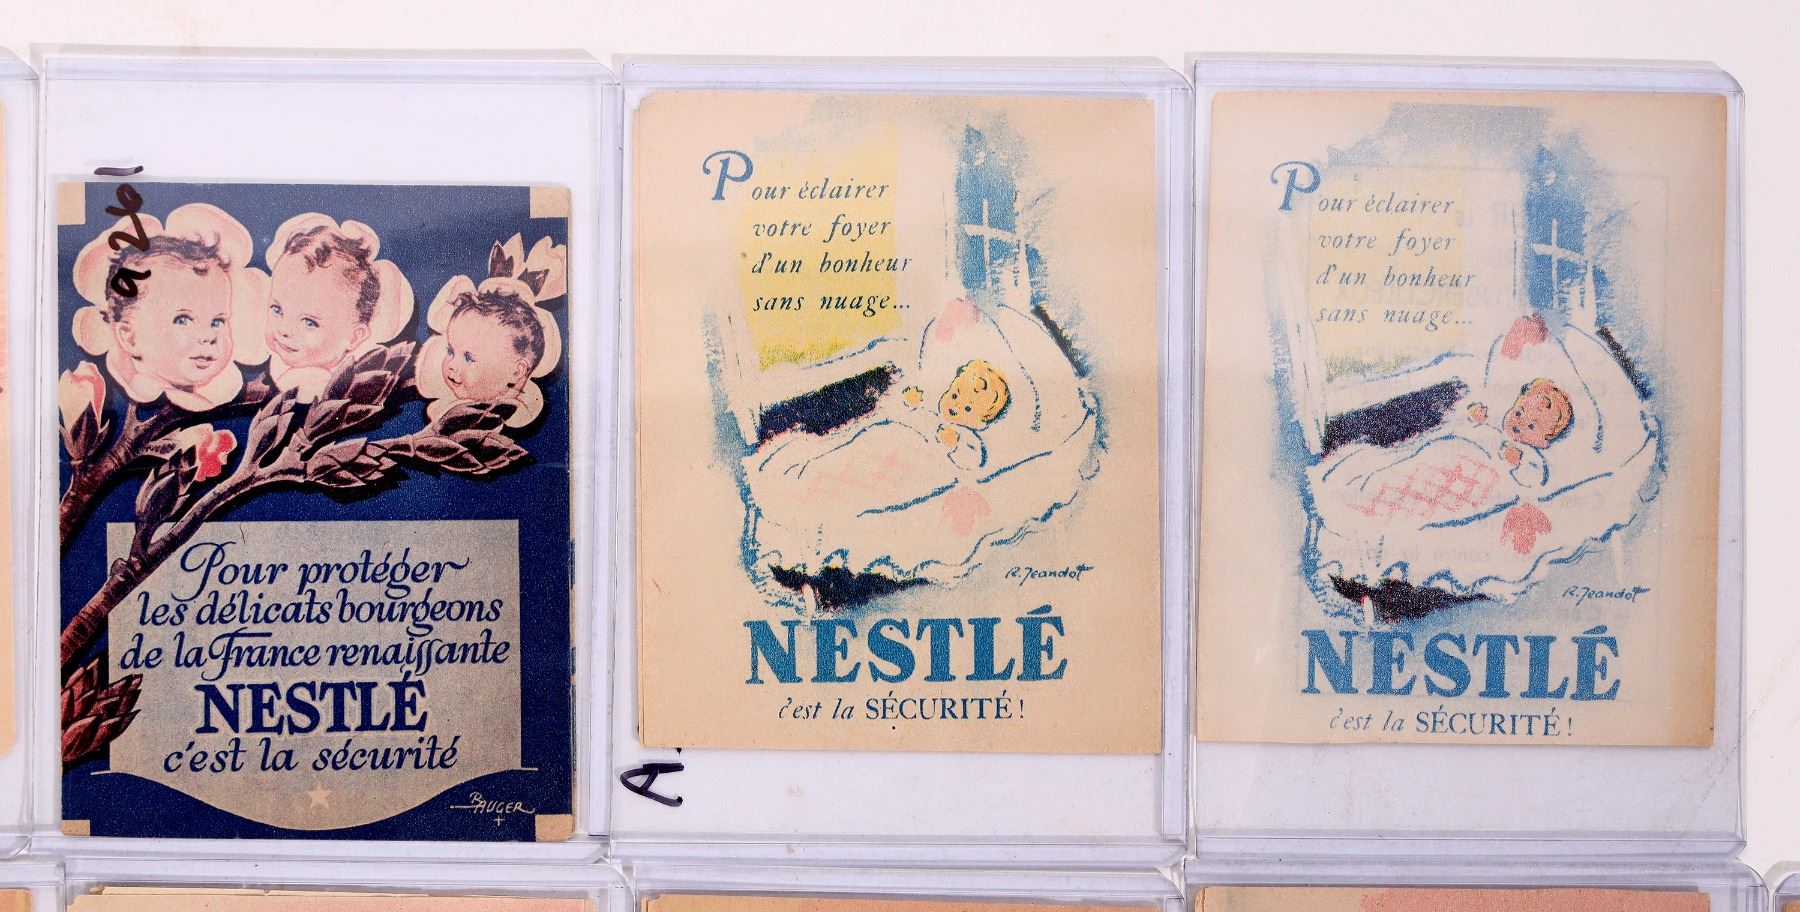 a 26
Pour protéger
les délicats bourgeons
de la France renaissante
NESTLÉ
c'est la sécurité
R. AUGER
Pour éclairer
votre foyer
d'un bonheur
sans nuage...
R. Jeandot
NESTLÉ
c'est la SÉCURITÉ!
A
Pour éclairer
votre foyer
d'un bonheur
sans nuage...
R. Jeandot
NESTLÉ
c'est la SÉCURITÉ!